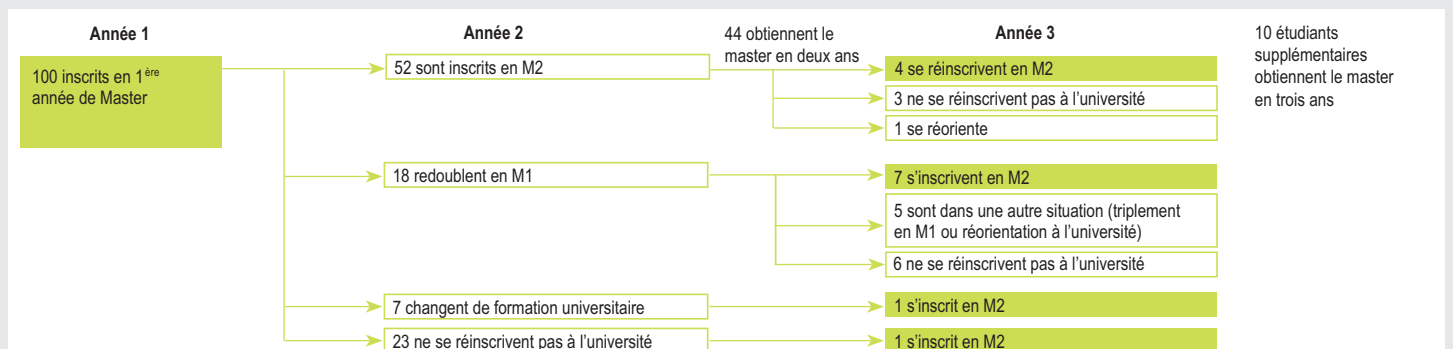 Année 1
100 inscrits en 1ère
année de Master
Année 2
52 sont inscrits en M2
18 redoublent en M1
7 changent de formation universitaire
23 ne se réinscrivent pas à l'université
44 obtiennent le
master en deux ans
Année 3
4 se réinscrivent en M2
3 ne se réinscrivent pas à l'université
1 se réoriente
7 s'inscrivent en M2
5 sont dans une autre situation (triplement
en M1 ou réorientation à l'université)
6 ne se réinscrivent pas à l'université
1 s'inscrit en M2
1 s'inscrit en M2
10 étudiants
supplémentaires
obtiennent le master
en trois ans